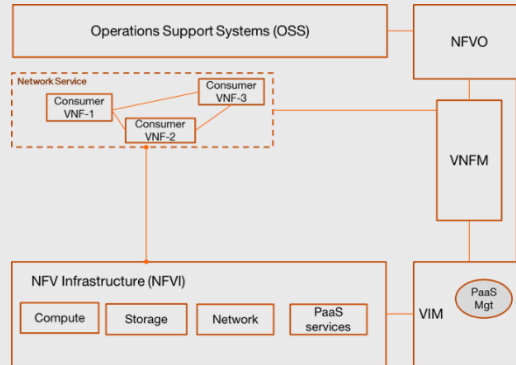 Operations Support Systems (OSS)
NFVO
Network Service
Consumer
VNF-1
Consumer
VNF-3
Consumer
VNF-2
VNFM
NFV Infrastructure (NFVI)
Compute
Storage
Network
PaaS
services
VIM
PaaS
Mgt